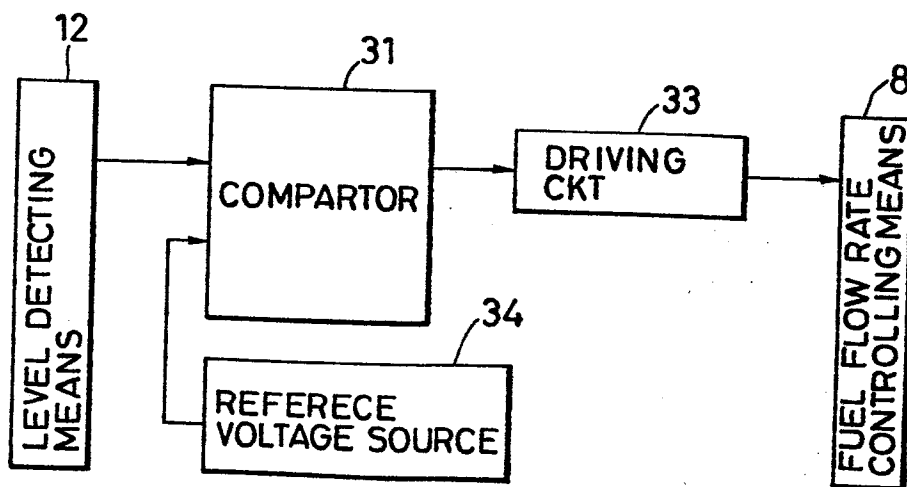 12
LEVEL DETECTING
MEANS
31
COMPARTOR
33
DRIVING
CKT
34
REFERECE
VOLTAGE SOURCE
8
FUEL FLOW RATE
CONTROLLING MEANS